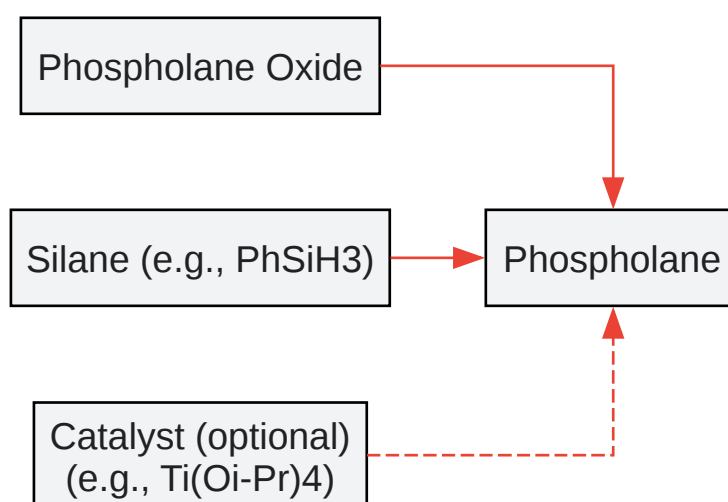 Phospholane Oxide
Silane (e.g., PhSiH3)
Phospholane
Catalyst (optional)
(e.g., Ti(Oi-Pr)4)